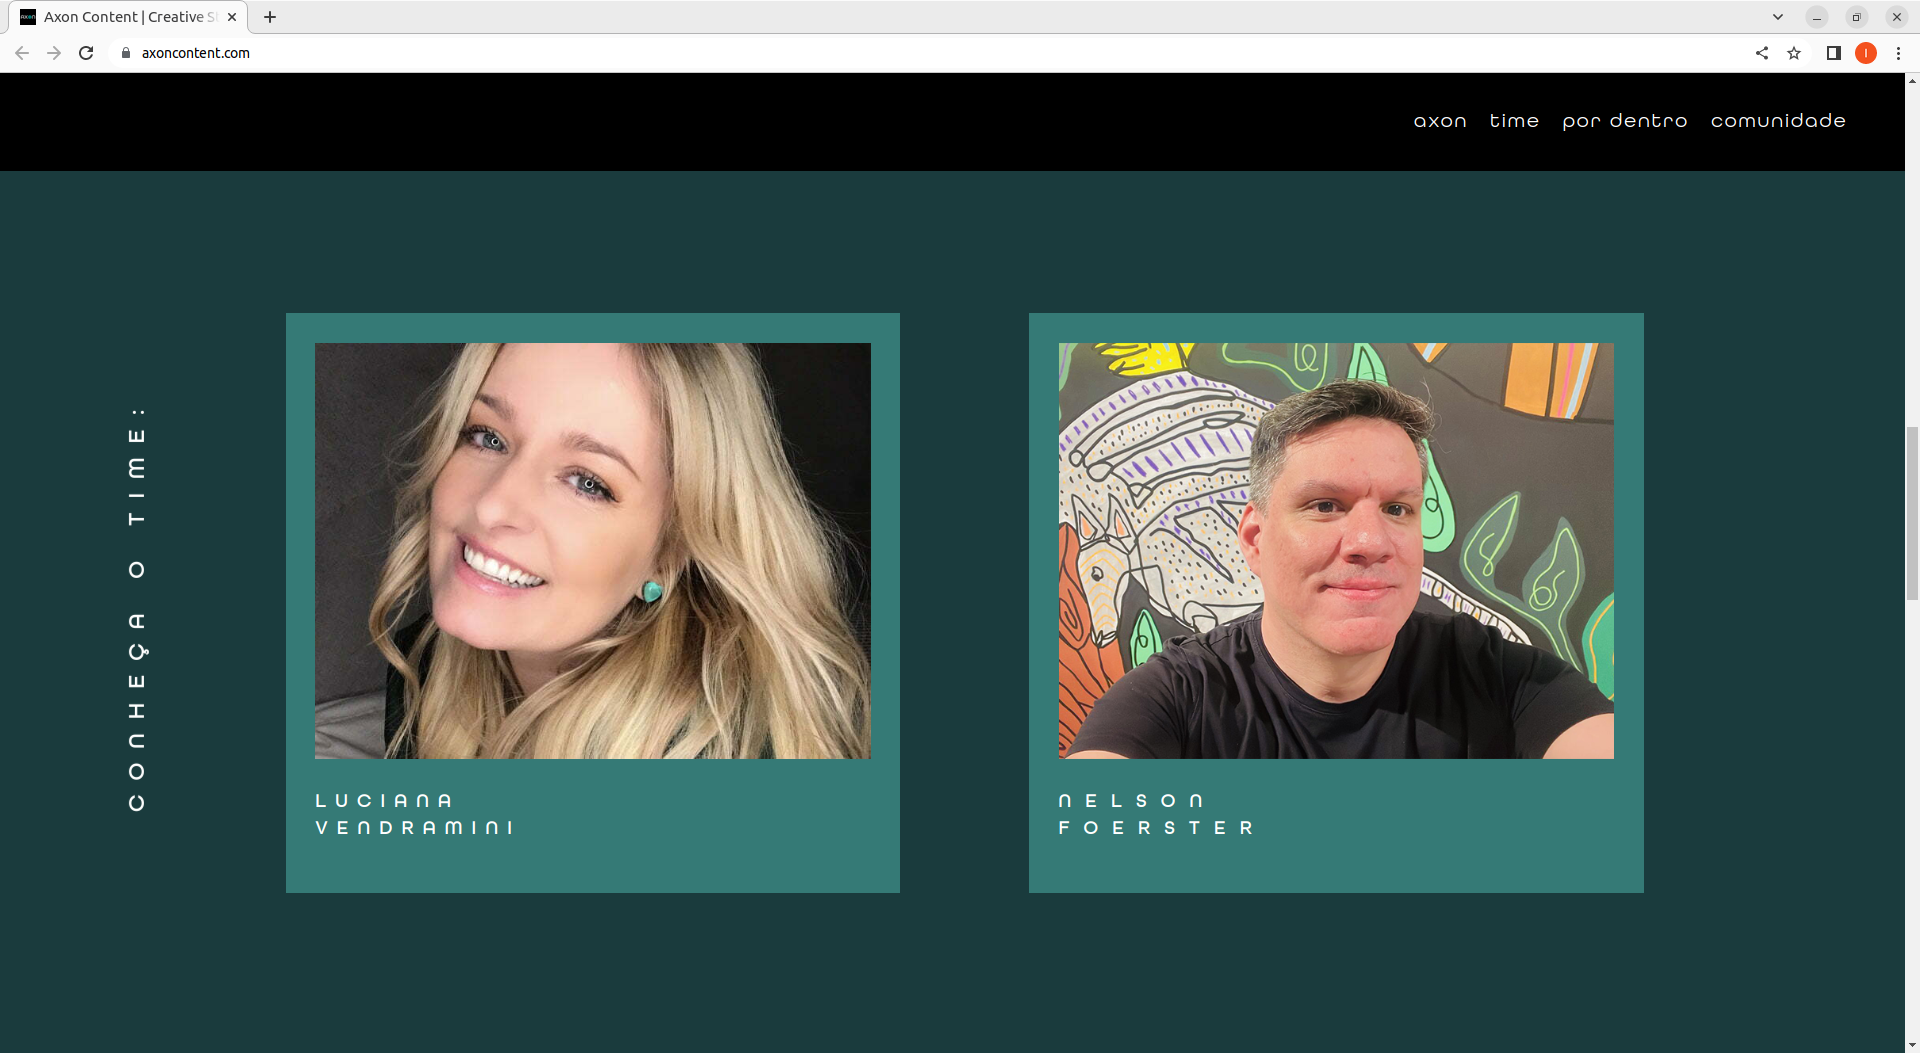 Axon Content | Creative S
axoncontent.com
I
axon time por dentro comunidade
CONHEÇA O TIME:
LUCIANA
VENDRAMINI
NELSON
FOERSTER